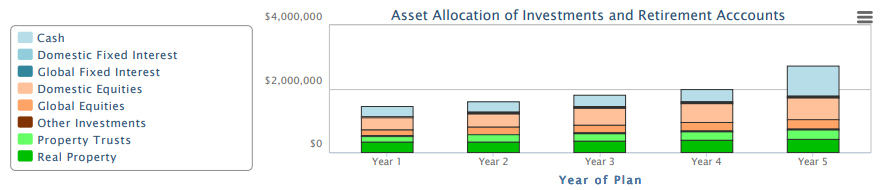 Asset Allocation of Investments and Retirement Acccounts
Cash
Domestic Fixed Interest
Global Fixed Interest
Domestic Equities
Global Equities
Other Investments
Property Trusts
Real Property
$4,000,000
$2,000,000
$0
Year 1
Year 2
Year 3
Year 4
Year 5
Year of Plan